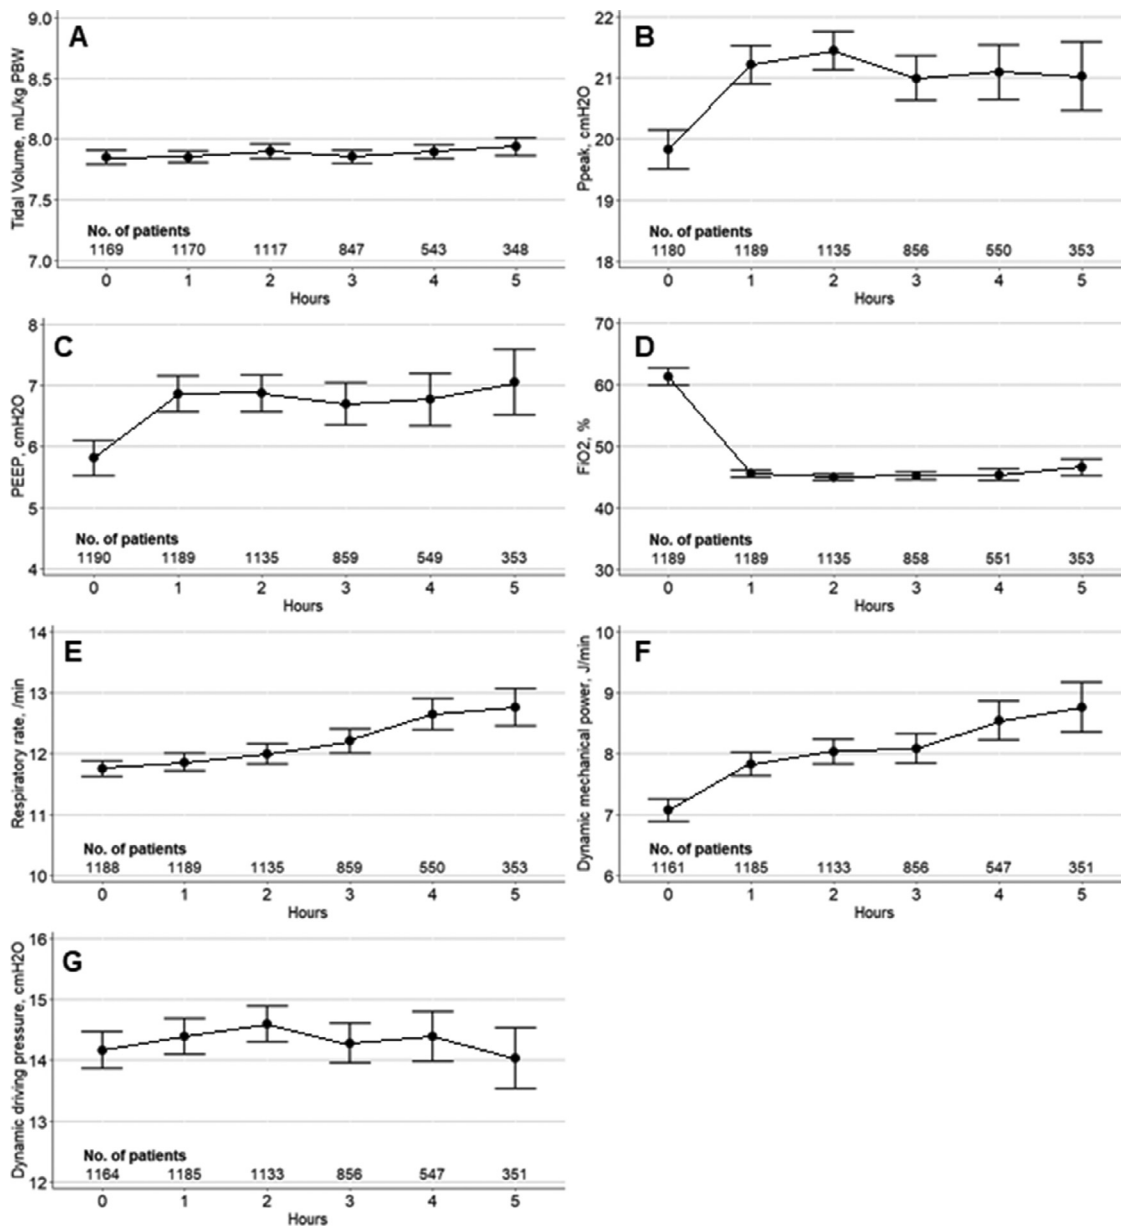 A
Tidal Volume, mL/kg PBW
9.0
8.5
8.0
7.5
7.0
No. of patients
1169 1170 1117 847 543 348
0 1 2 3 4 5
Hours
B
Ppeak, cmH2O
22
21
20
19
18
No. of patients
1180 1189 1135 856 550 353
0 1 2 3 4 5
Hours
C
PEEP, cmH2O
8
7
6
5
4
No. of patients
1190 1189 1135 859 549 353
0 1 2 3 4 5
Hours
D
FiO2, %
70
60
50
40
30
No. of patients
1189 1189 1135 858 551 353
0 1 2 3 4 5
Hours
E
Respiratory rate, /min
14
13
12
11
10
No. of patients
1188 1189 1135 859 550 353
0 1 2 3 4 5
Hours
F
Dynamic mechanical power, J/min
10
9
8
7
6
No. of patients
1161 1185 1133 856 547 351
0 1 2 3 4 5
Hours
G
Dynamic driving pressure, cmH2O
16
15
14
13
12
No. of patients
1164 1185 1133 856 547 351
0 1 2 3 4 5
Hours